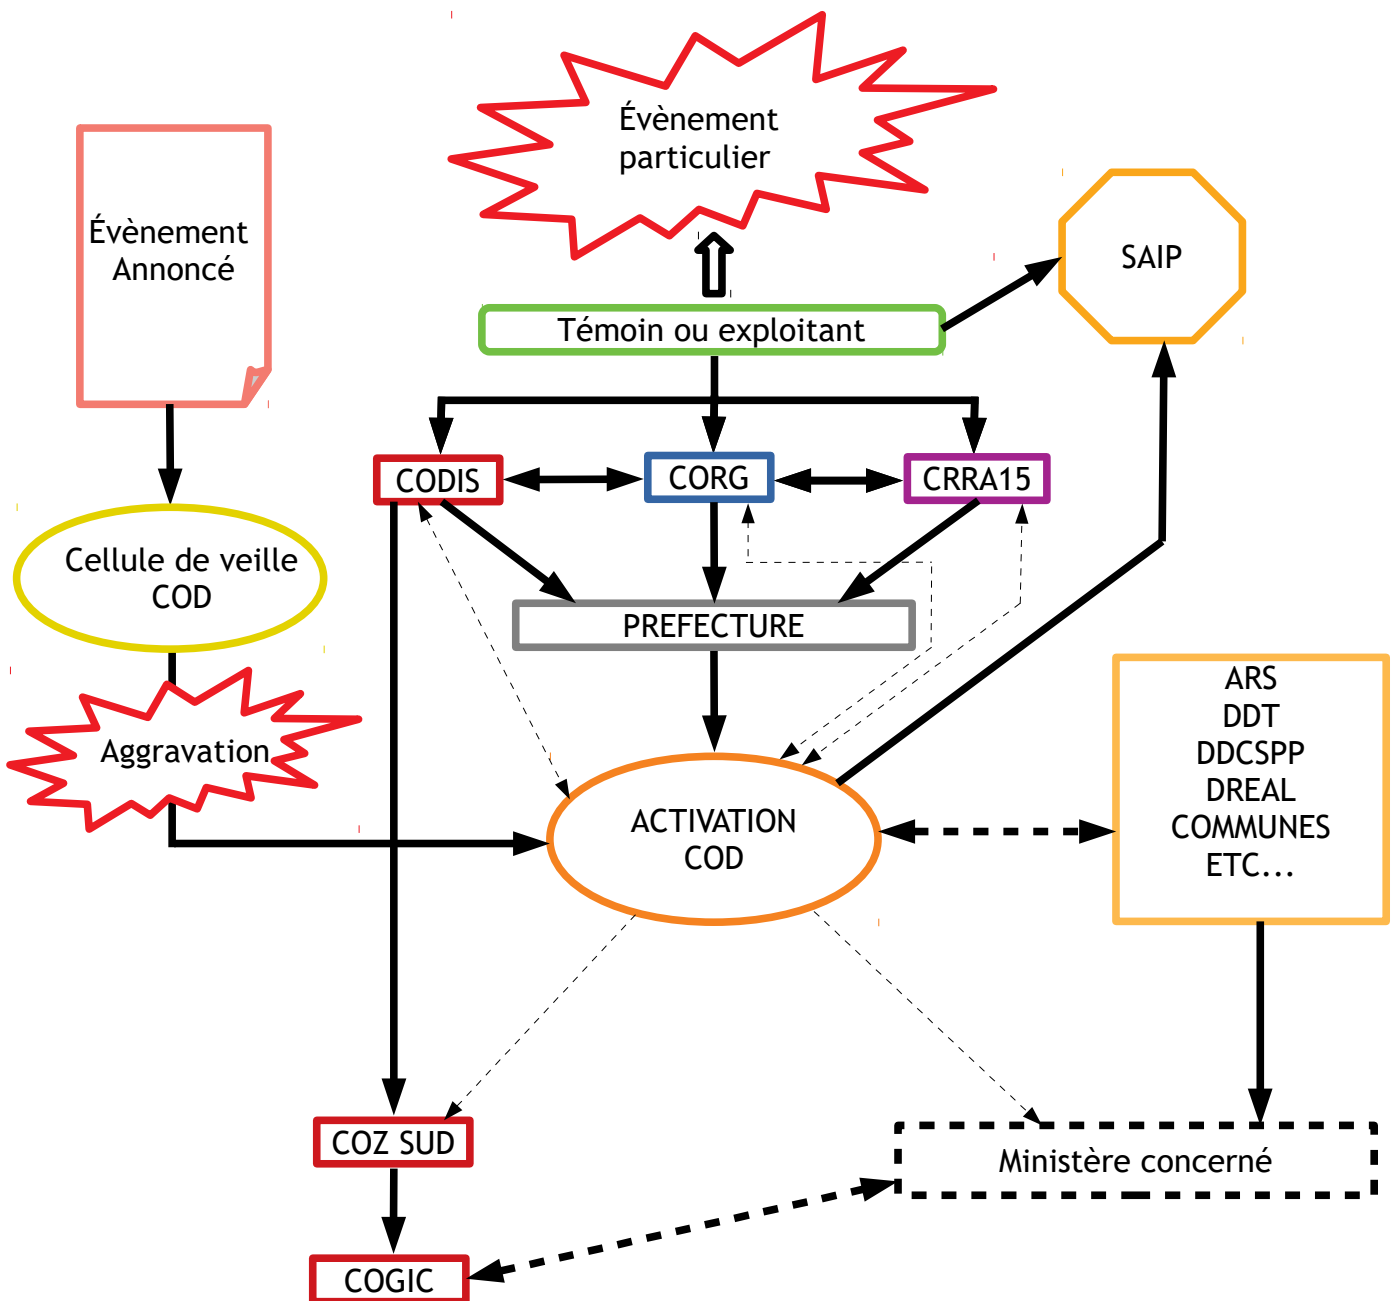 Évènement
particulier
Évènement
Annoncé
SAIP
Témoin ou exploitant
CODIS
CORG
CRRA15
Cellule de veille
COD
PREFECTURE
Aggravation
ARS
DDT
DDCSPP
DREAL
COMMUNES
ETC...
ACTIVATION
COD
COZ SUD
Ministère concerné
COGIC